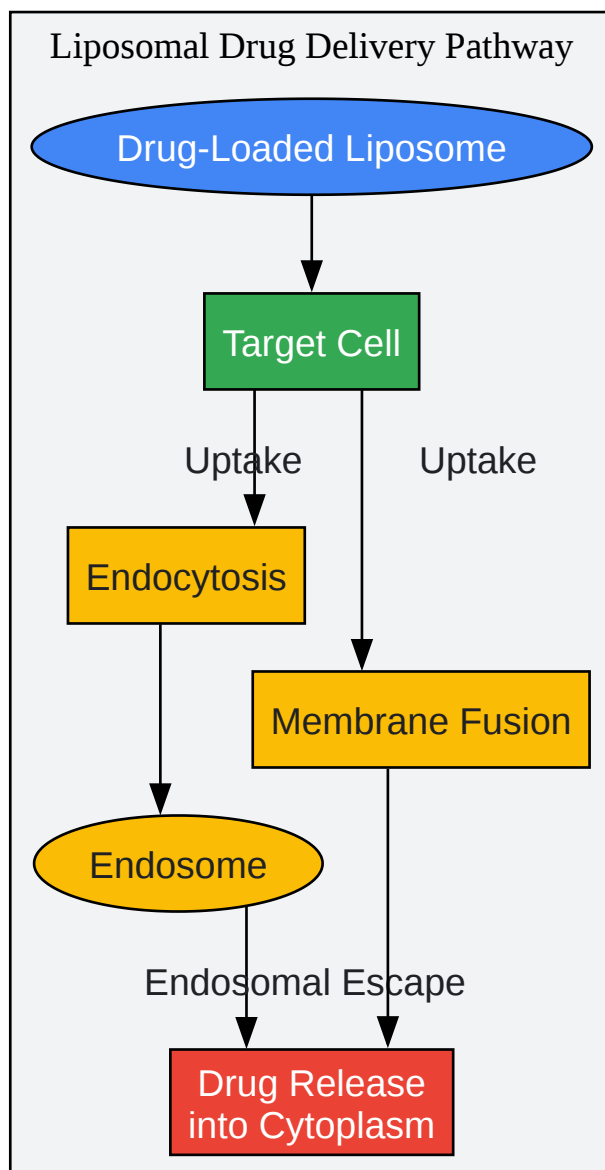 Liposomal Drug Delivery Pathway
Drug-Loaded Liposome
Target Cell
Uptake
Uptake
Endocytosis
Membrane Fusion
Endosome
Endosomal Escape
Drug Release
into Cytoplasm